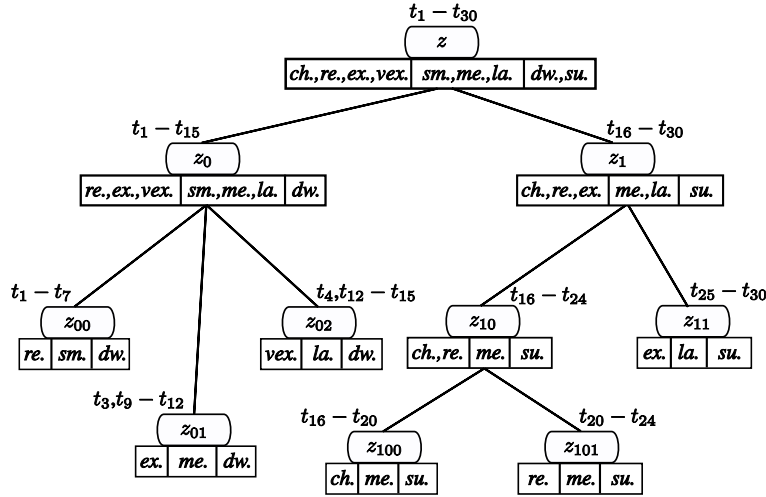 t₁ − t₃₀
z
ch.,re.,ex.,vex. sm.,me.,la. dw.,su.
t₁ − t₁₅ t₁₆ − t₃₀
z₀ z₁
re.,ex.,vex. sm.,me.,la. dw. ch.,re.,ex. me.,la. su.
t₁ − t₇ t₄,t₁₂ − t₁₅ t₁₆ − t₂₄ t₂₅ − t₃₀
z₀₀ z₀₂ z₁₀ z₁₁
re. sm. dw. vex. la. dw. ch.,re. me. su. ex. la. su.
t₃,t₉ − t₁₂ t₁₆ − t₂₀ t₂₀ − t₂₄
z₀₁ z₁₀₀ z₁₀₁
ex. me. dw. ch. me. su. re. me. su.